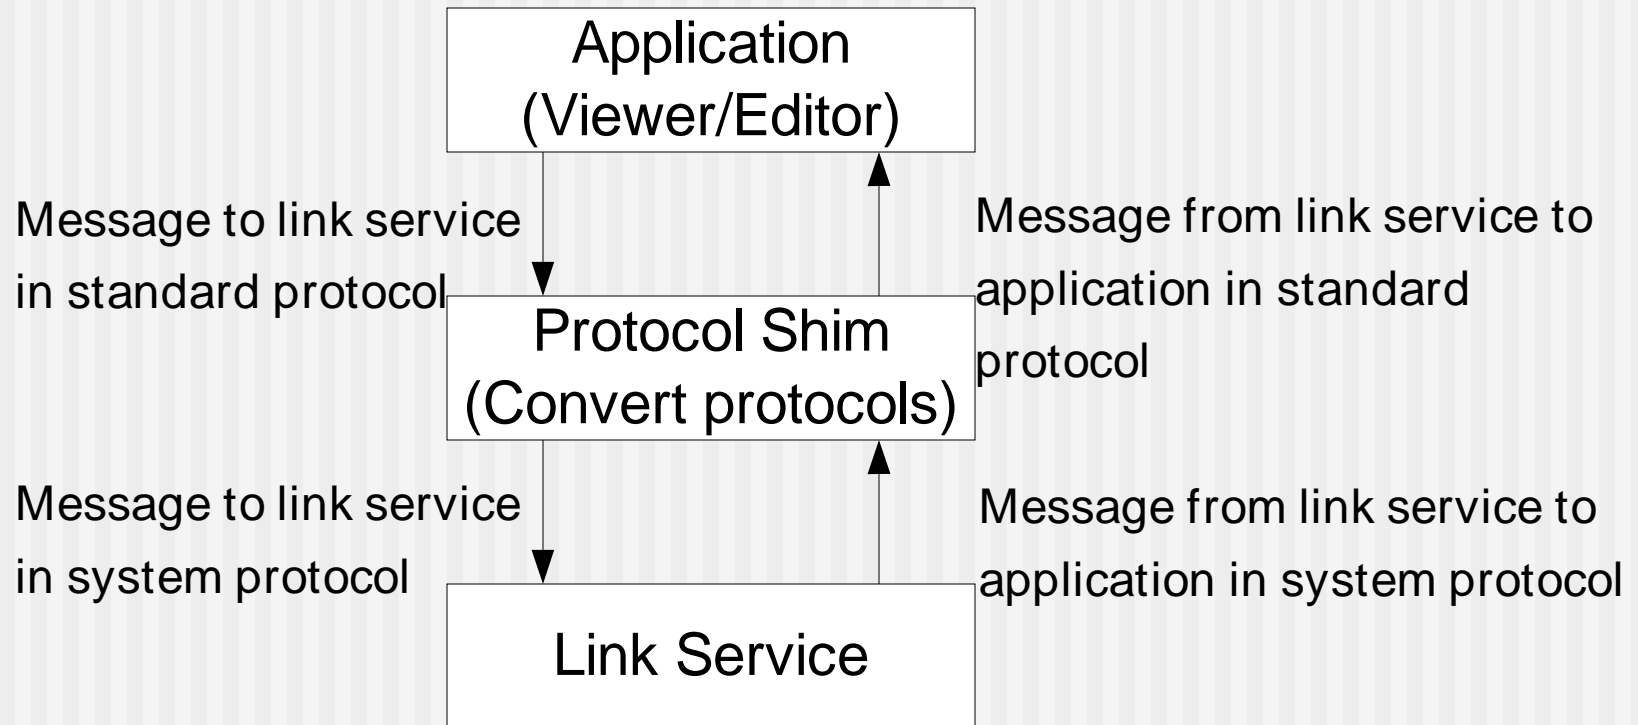 Application
(Viewer/Editor)
Message to link service
in standard protocol
Message from link service to
application in standard
protocol
Protocol Shim
(Convert protocols)
Message to link service
in system protocol
Message from link service to
application in system protocol
Link Service